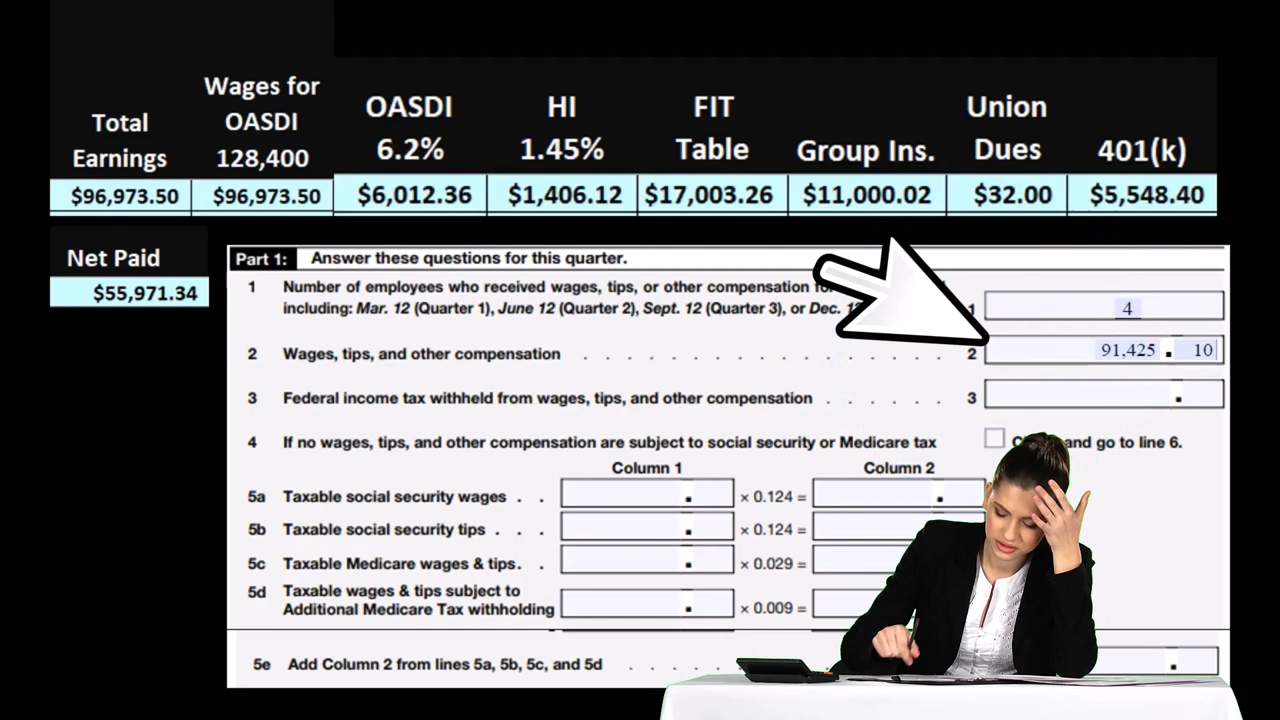 Total Earnings
Wages for OASDI 128,400
OASDI 6.2%
HI 1.45%
FIT Table
Group Ins.
Union Dues
401(k)
$96,973.50 $96,973.50 $6,012.36 $1,406.12 $17,003.26 $11,000.02 $32.00 $5,548.40
Net Paid
$55,971.34
Part 1: Answer these questions for this quarter.
1 Number of employees who received wages, tips, or other compensation
including: Mar. 12 (Quarter 1), June 12 (Quarter 2), Sept. 12 (Quarter 3), or Dec. 1 4
2 Wages, tips, and other compensation . . . . . . . . . . . . . . . . . 2 91,425 . 10
3 Federal income tax withheld from wages, tips, and other compensation . . . . . . 3 .
4 If no wages, tips, and other compensation are subject to social security or Medicare tax and go to line 6.
Column 1 Column 2
5a Taxable social security wages . . . × 0.124 = .
5b Taxable social security tips . . . . × 0.124 =
5c Taxable Medicare wages & tips. . . × 0.029 =
5d Taxable wages & tips subject to
Additional Medicare Tax withholding . × 0.009 =
5e Add Column 2 from lines 5a, 5b, 5c, and 5d . . . . .